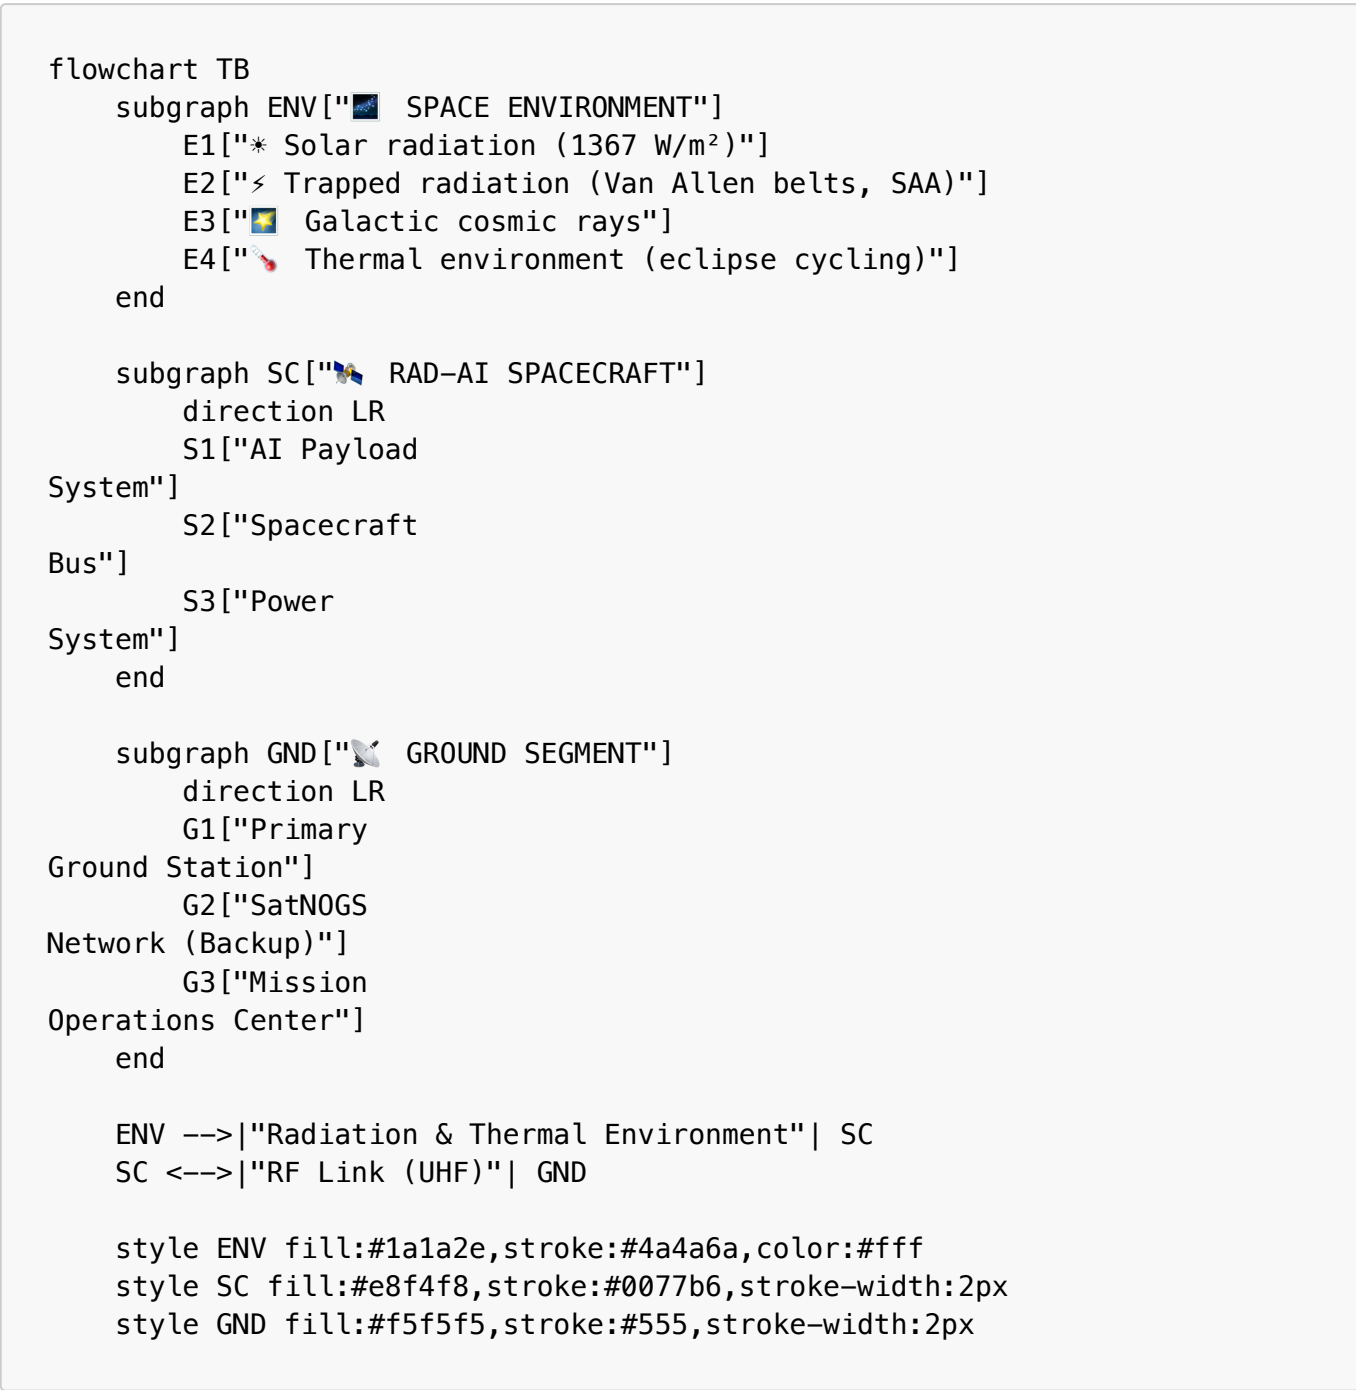 flowchart TB
    subgraph ENV["🌌 SPACE ENVIRONMENT"]
        E1["☀ Solar radiation (1367 W/m²)"]
        E2["⚡ Trapped radiation (Van Allen belts, SAA)"]
        E3["🌟 Galactic cosmic rays"]
        E4["🌡 Thermal environment (eclipse cycling)"]
    end

    subgraph SC["🛰 RAD-AI SPACECRAFT"]
        direction LR
        S1["AI Payload
System"]
        S2["Spacecraft
Bus"]
        S3["Power
System"]
    end

    subgraph GND["📡 GROUND SEGMENT"]
        direction LR
        G1["Primary
Ground Station"]
        G2["SatNOGS
Network (Backup)"]
        G3["Mission
Operations Center"]
    end

    ENV -->|"Radiation & Thermal Environment"| SC
    SC <-->|"RF Link (UHF)"| GND

    style ENV fill:#1a1a2e,stroke:#4a4a6a,color:#fff
    style SC fill:#e8f4f8,stroke:#0077b6,stroke-width:2px
    style GND fill:#f5f5f5,stroke:#555,stroke-width:2px